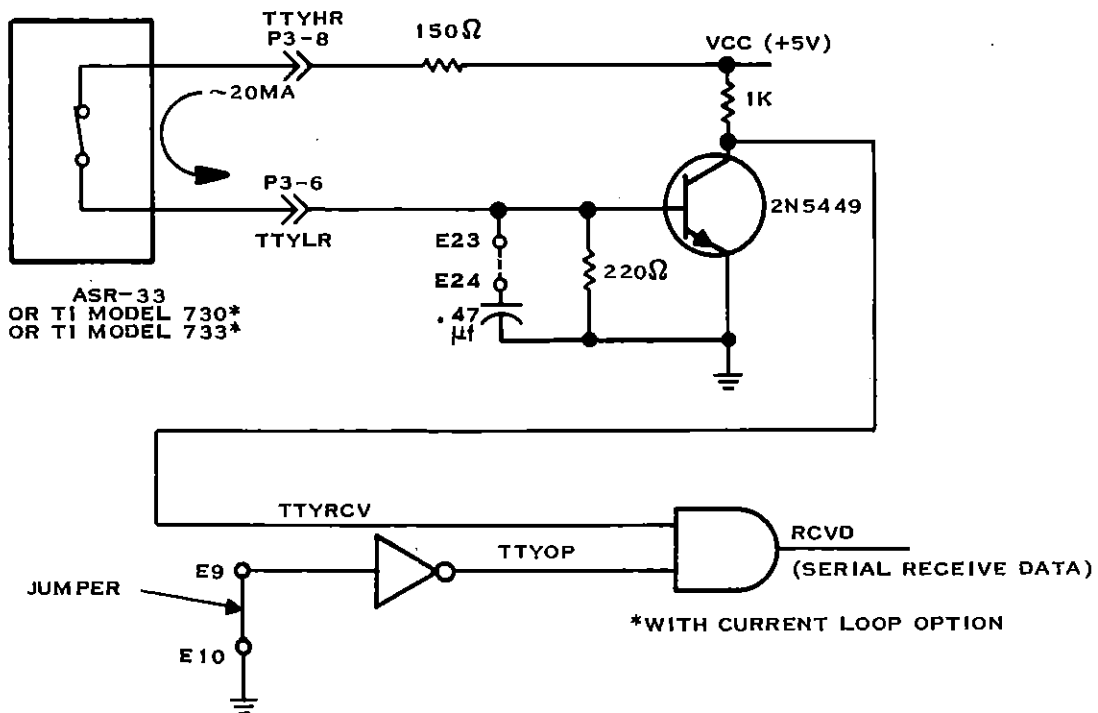 TTYHR
P3-8
150Ω
VCC (+5V)
1K
~20MA
P3-6
TTYLR
2N5449
E23
E24
220Ω
.47
μf
ASR-33
OR TI MODEL 730*
OR TI MODEL 733*
TTYRCV
RCVD
TTYOP
(SERIAL RECEIVE DATA)
E9
JUMPER
*WITH CURRENT LOOP OPTION
E10